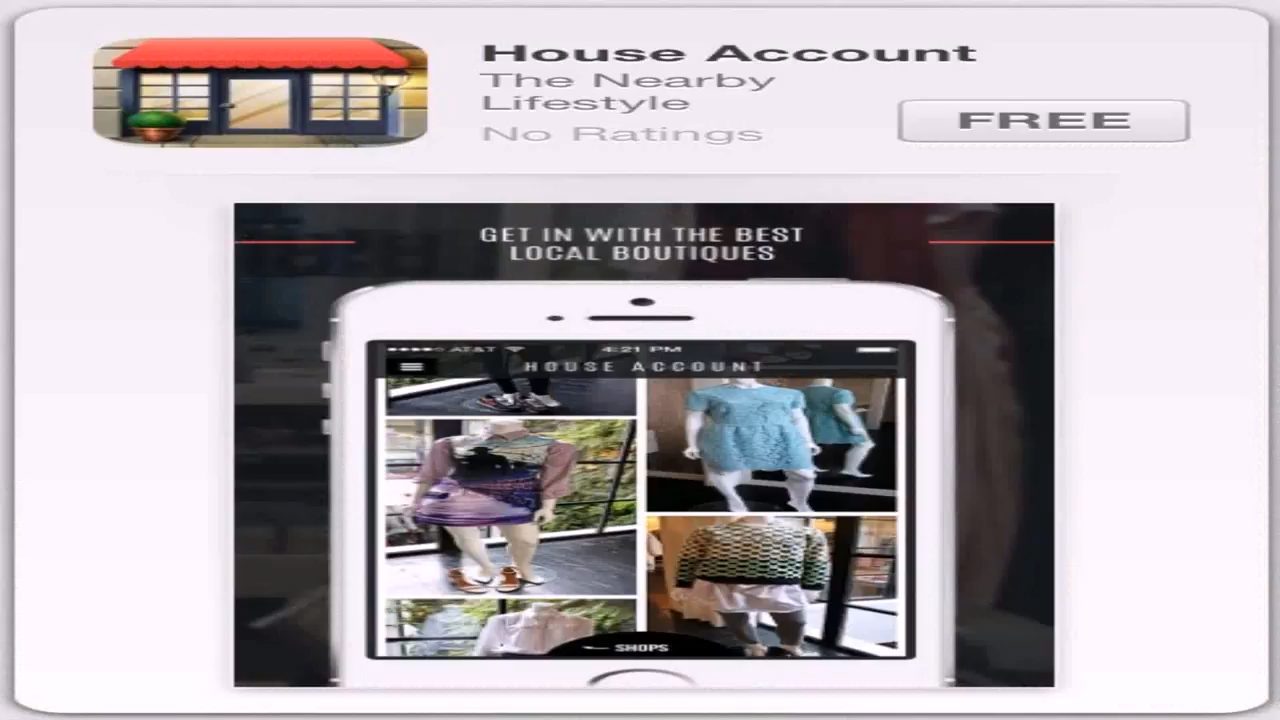 House Account
The Nearby
Lifestyle
No Ratings
FREE
GET IN WITH THE BEST
LOCAL BOUTIQUES
AT&T 4:21 PM
HOUSE ACCOUNT
SHOPS